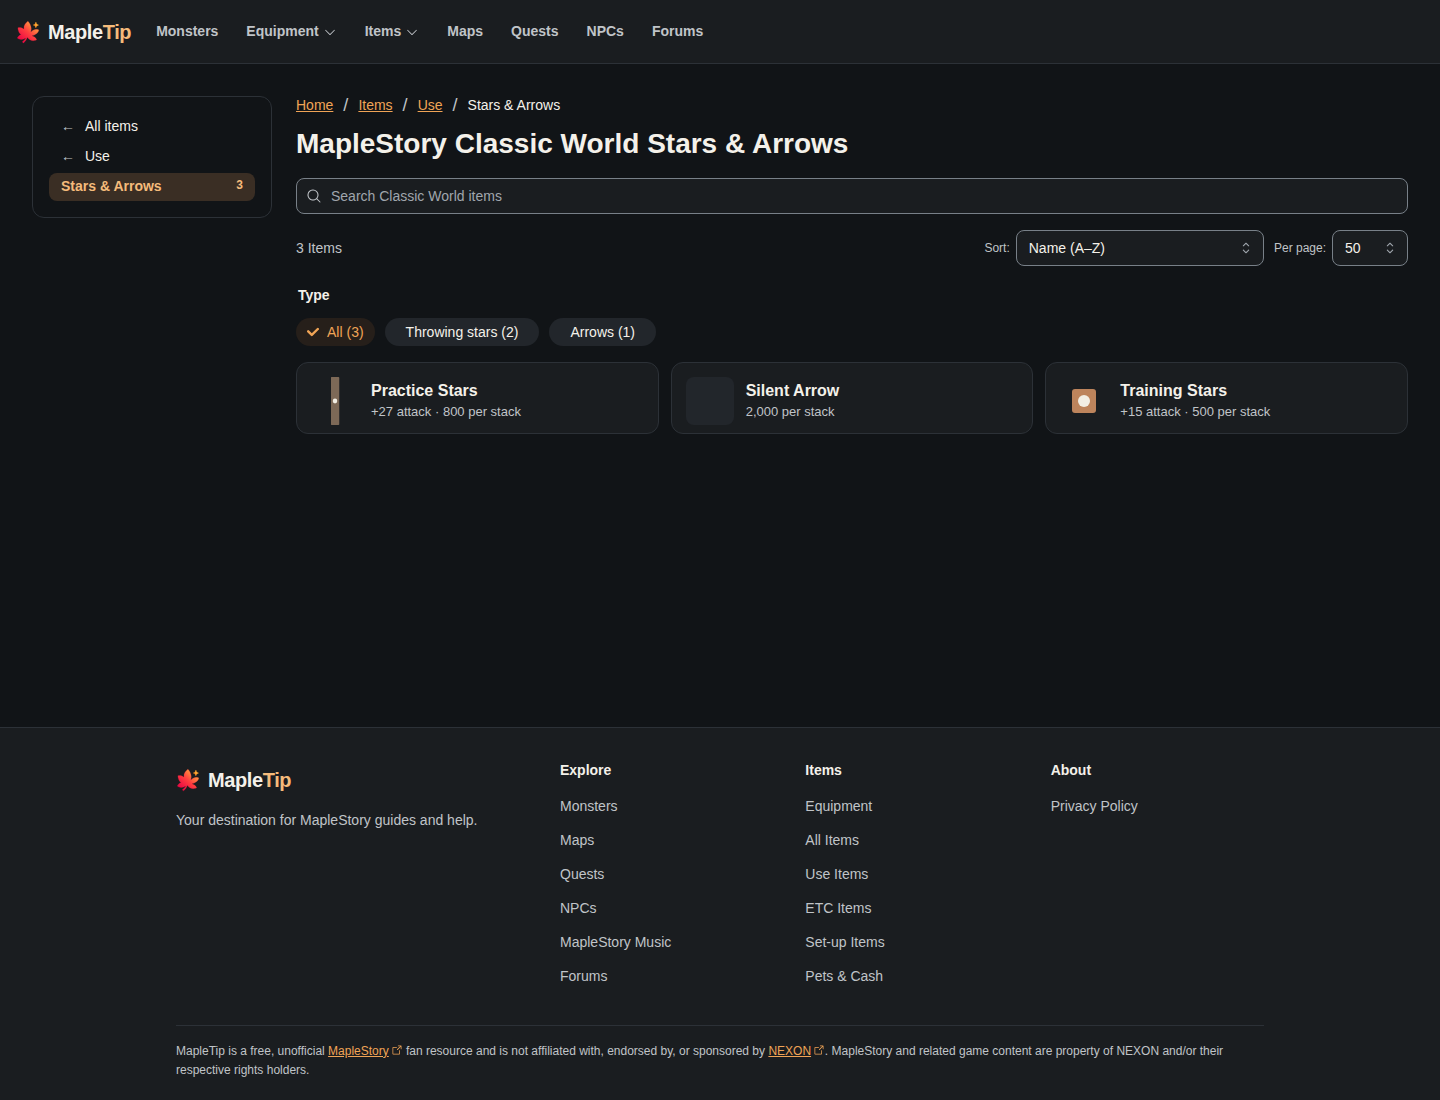 MapleTip
Monsters
Equipment
Items
Maps
Quests
NPCs
Forums
← All items
← Use
Stars & Arrows 3
Home / Items / Use / Stars & Arrows
MapleStory Classic World Stars & Arrows
Search Classic World items
3 Items
Sort: Name (A–Z)
Per page: 50
Type
All (3)
Throwing stars (2)
Arrows (1)
Practice Stars
+27 attack · 800 per stack
Silent Arrow
2,000 per stack
Training Stars
+15 attack · 500 per stack
MapleTip
Your destination for MapleStory guides and help.
Explore
Monsters
Maps
Quests
NPCs
MapleStory Music
Forums
Items
Equipment
All Items
Use Items
ETC Items
Set-up Items
Pets & Cash
About
Privacy Policy
MapleTip is a free, unofficial MapleStory fan resource and is not affiliated with, endorsed by, or sponsored by NEXON. MapleStory and related game content are property of NEXON and/or their
respective rights holders.